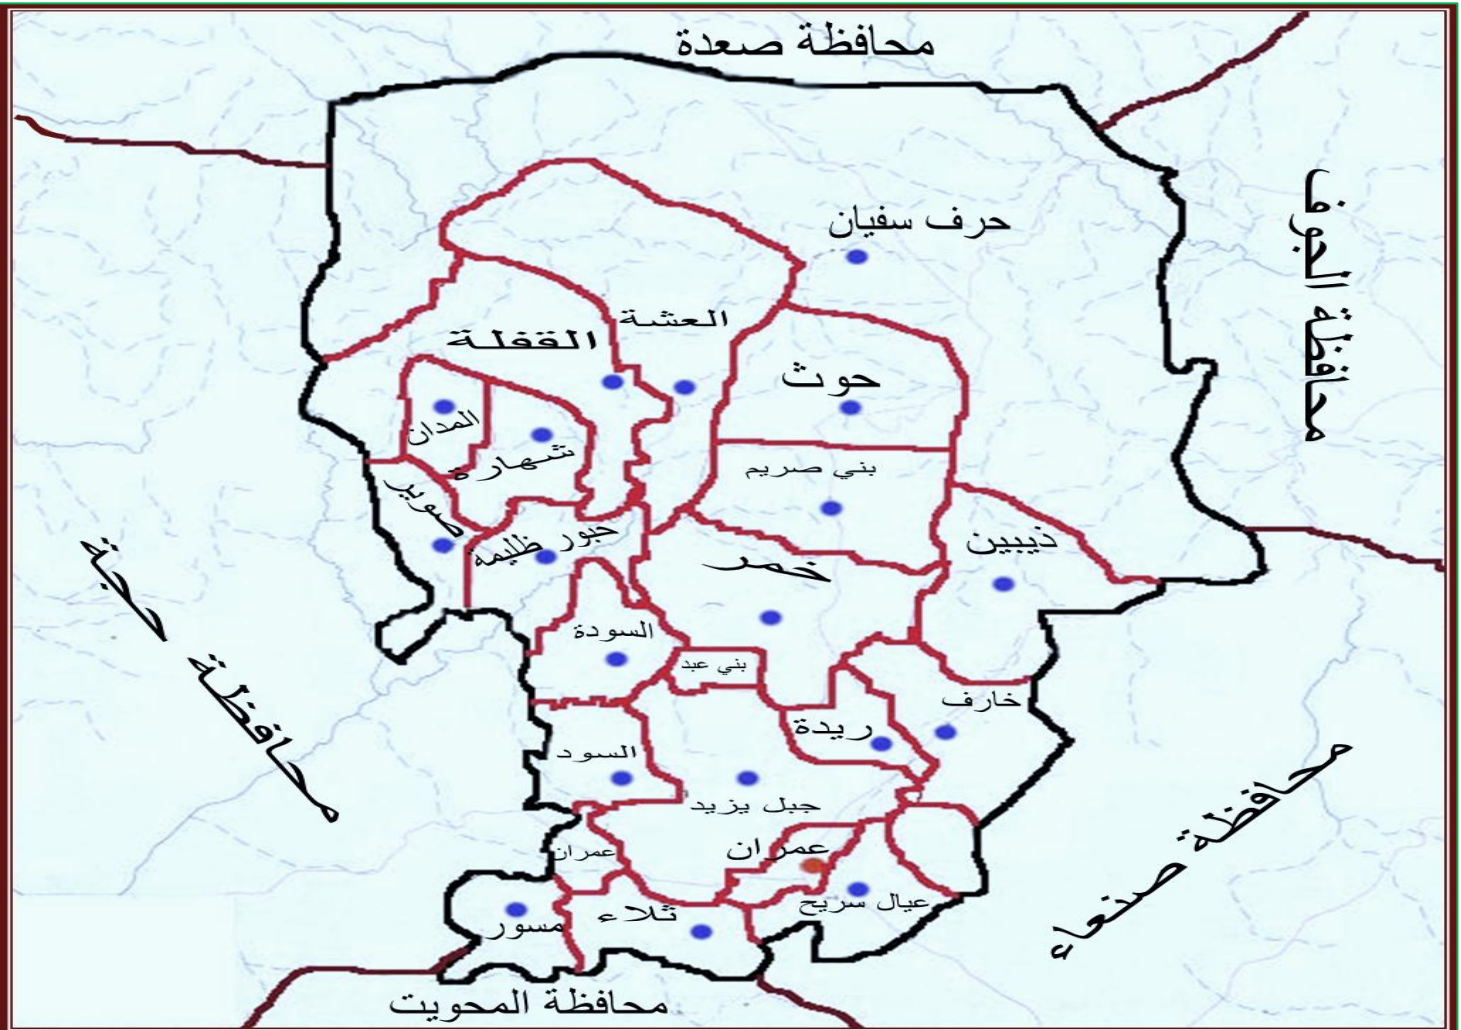 محافظة صعدة
محافظة الجوف
حرف سفيان
العشة
القفلة
حوث
المدان
شهارة
بني صريم
صوير
حبور ظليمة
ذيبين
خمر
محافظة حجة
السودة
بني عبد
خارف
ريدة
السود
جبل يزيد
محافظة صنعاء
عمران
عمران
عيال سريح
ثلاء
مسور
محافظة المحويت